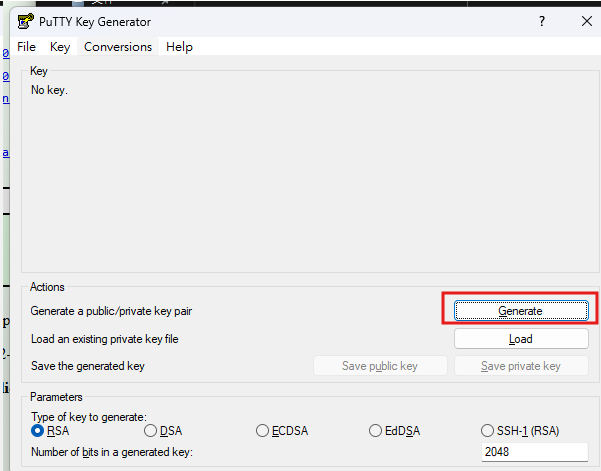 PuTTY Key Generator
?
File Key Conversions Help
Key
No key.
Actions
Generate a public/private key pair
Generate
Load an existing private key file
Load
Save the generated key
Save public key
Save private key
Parameters
Type of key to generate:
RSA DSA ECDSA EdDSA SSH-1 (RSA)
Number of bits in a generated key:
2048